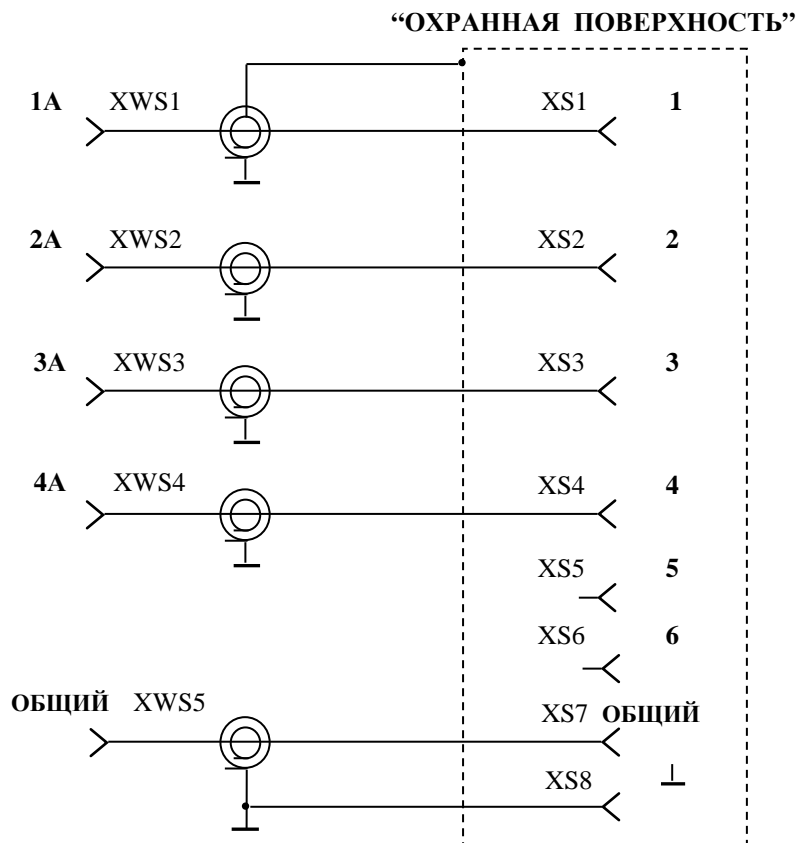 “ОХРАННАЯ ПОВЕРХНОСТЬ”
1А XWS1 XS1 1
2А XWS2 XS2 2
3А XWS3 XS3 3
4А XWS4 XS4 4
XS5 5
XS6 6
ОБЩИЙ XWS5 XS7 ОБЩИЙ
XS8